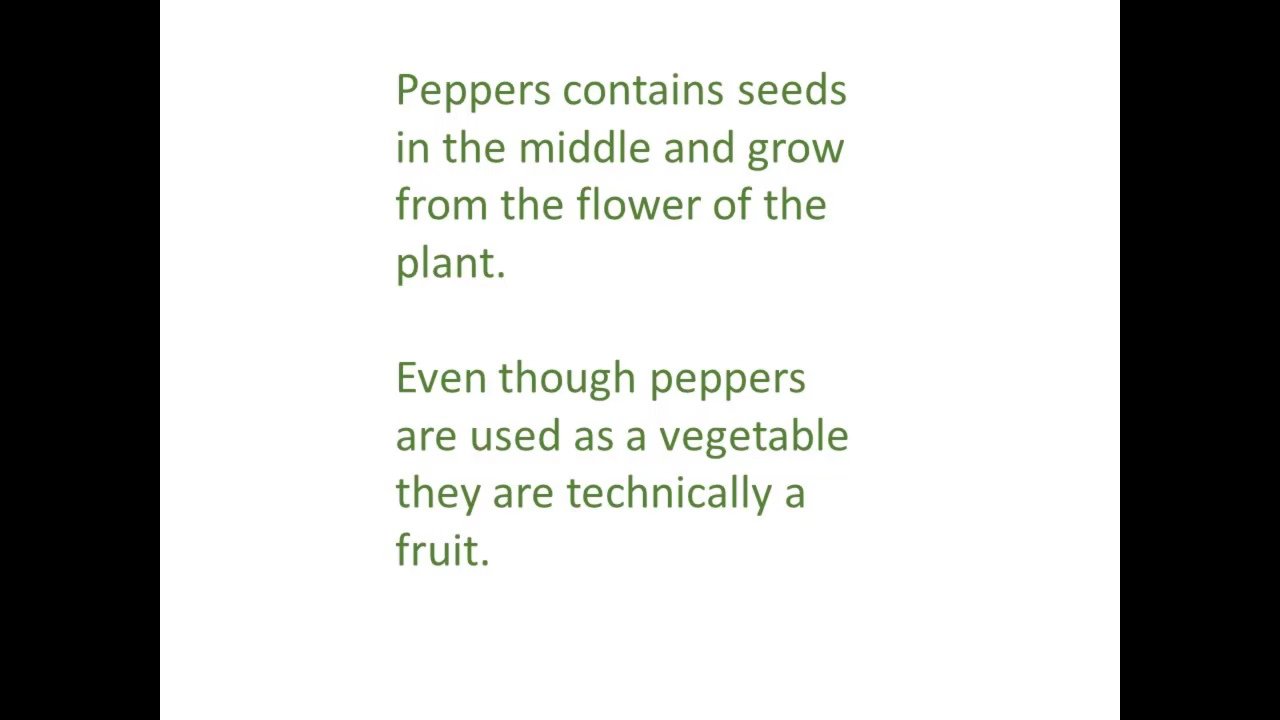 Peppers contains seeds
in the middle and grow
from the flower of the
plant.
Even though peppers
are used as a vegetable
they are technically a
fruit.